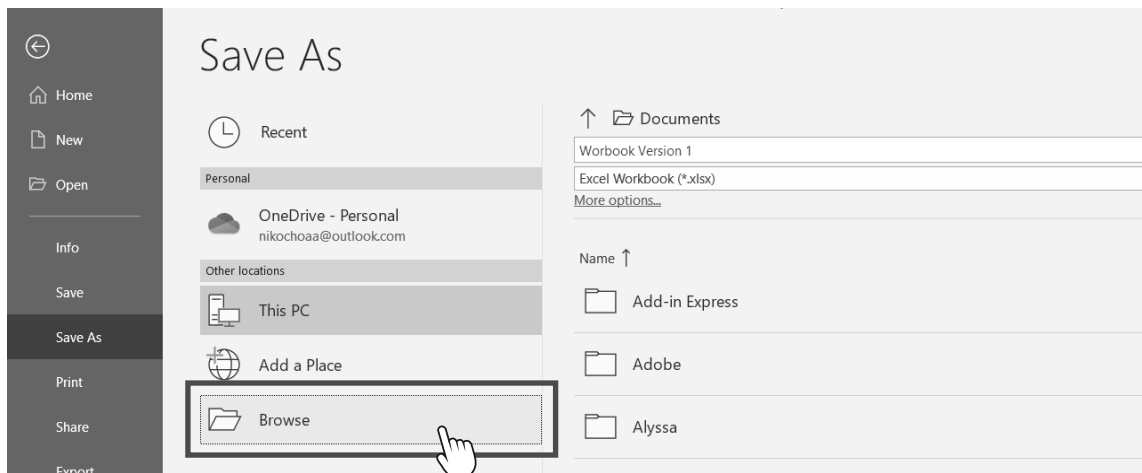 Save As
Home
New
Open
Info
Save
Save As
Print
Share
Export
Recent
Personal
OneDrive - Personal
nikochoaa@outlook.com
Other locations
This PC
Add a Place
Browse
Documents
Worbook Version 1
Excel Workbook (*.xlsx)
More options...
Name
Add-in Express
Adobe
Alyssa